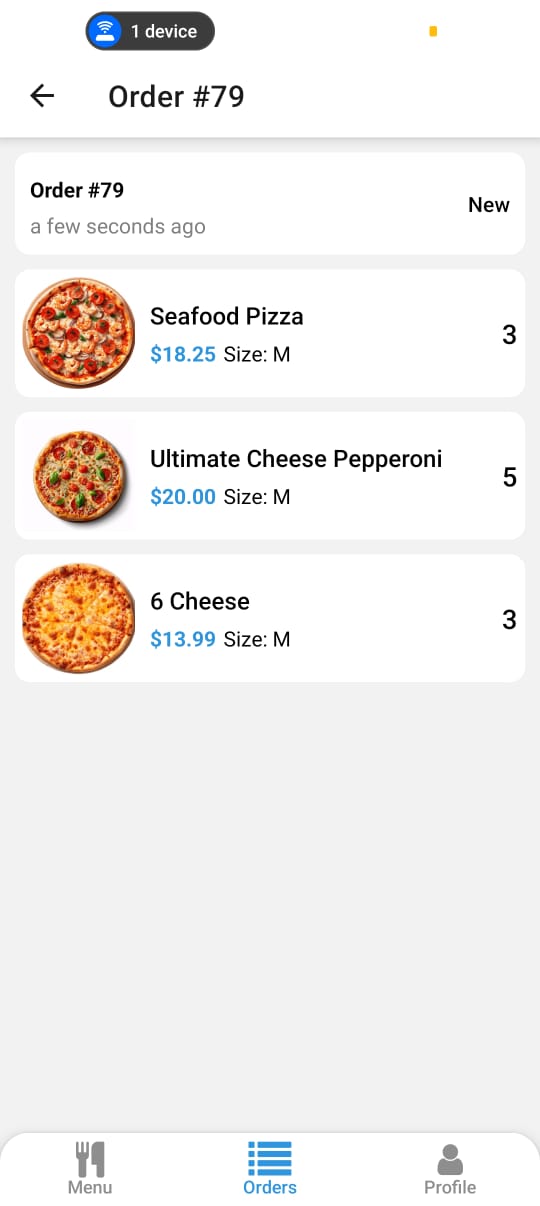 1 device
Order #79
Order #79
a few seconds ago
New
Seafood Pizza
$18.25 Size: M
3
Ultimate Cheese Pepperoni
$20.00 Size: M
5
6 Cheese
$13.99 Size: M
3
Menu
Orders
Profile